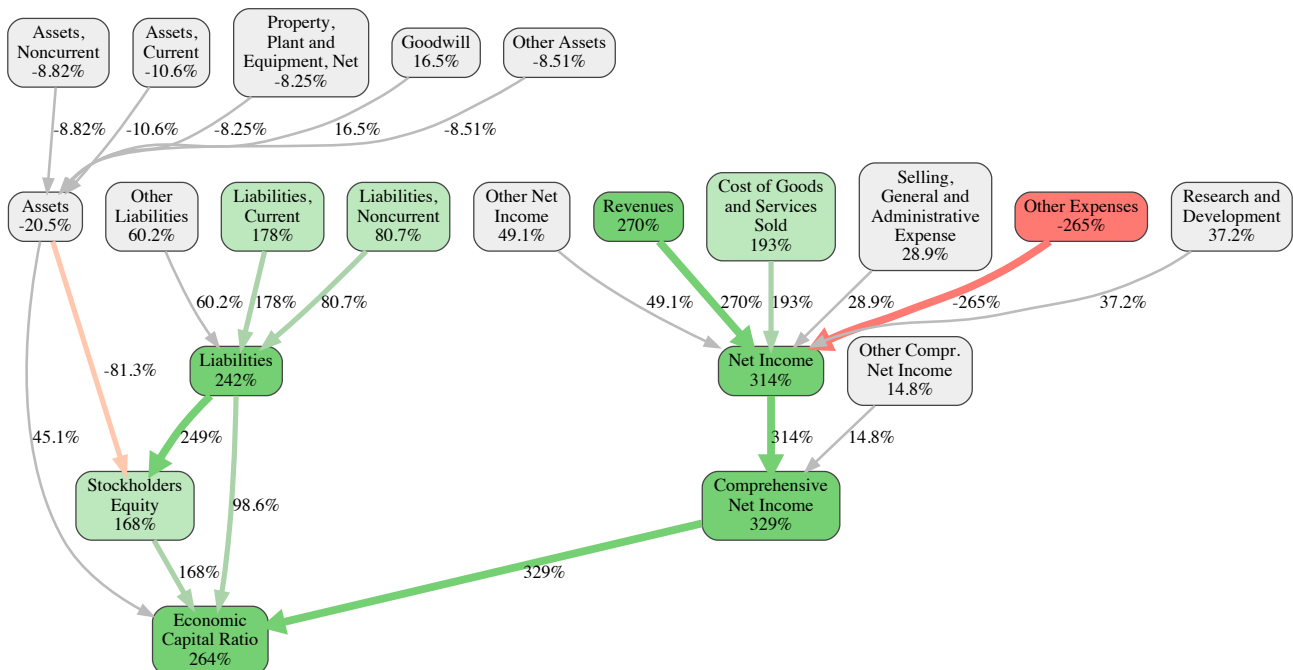 Assets,
Noncurrent
-8.82%
Assets,
Current
-10.6%
Property,
Plant and
Equipment, Net
-8.25%
Goodwill
16.5%
Other Assets
-8.51%
-8.82%
-10.6%
-8.25%
16.5%
-8.51%
Assets
-20.5%
Other
Liabilities
60.2%
Liabilities,
Current
178%
Liabilities,
Noncurrent
80.7%
Other Net
Income
49.1%
Revenues
270%
Cost of Goods
and Services
Sold
193%
Selling,
General and
Administrative
Expense
28.9%
Other Expenses
-265%
Research and
Development
37.2%
60.2%
178%
80.7%
49.1%
270%
193%
28.9%
-265%
37.2%
Liabilities
242%
Net Income
314%
Other Compr.
Net Income
14.8%
-81.3%
45.1%
249%
314%
14.8%
Stockholders
Equity
168%
98.6%
Comprehensive
Net Income
329%
168%
329%
Economic
Capital Ratio
264%